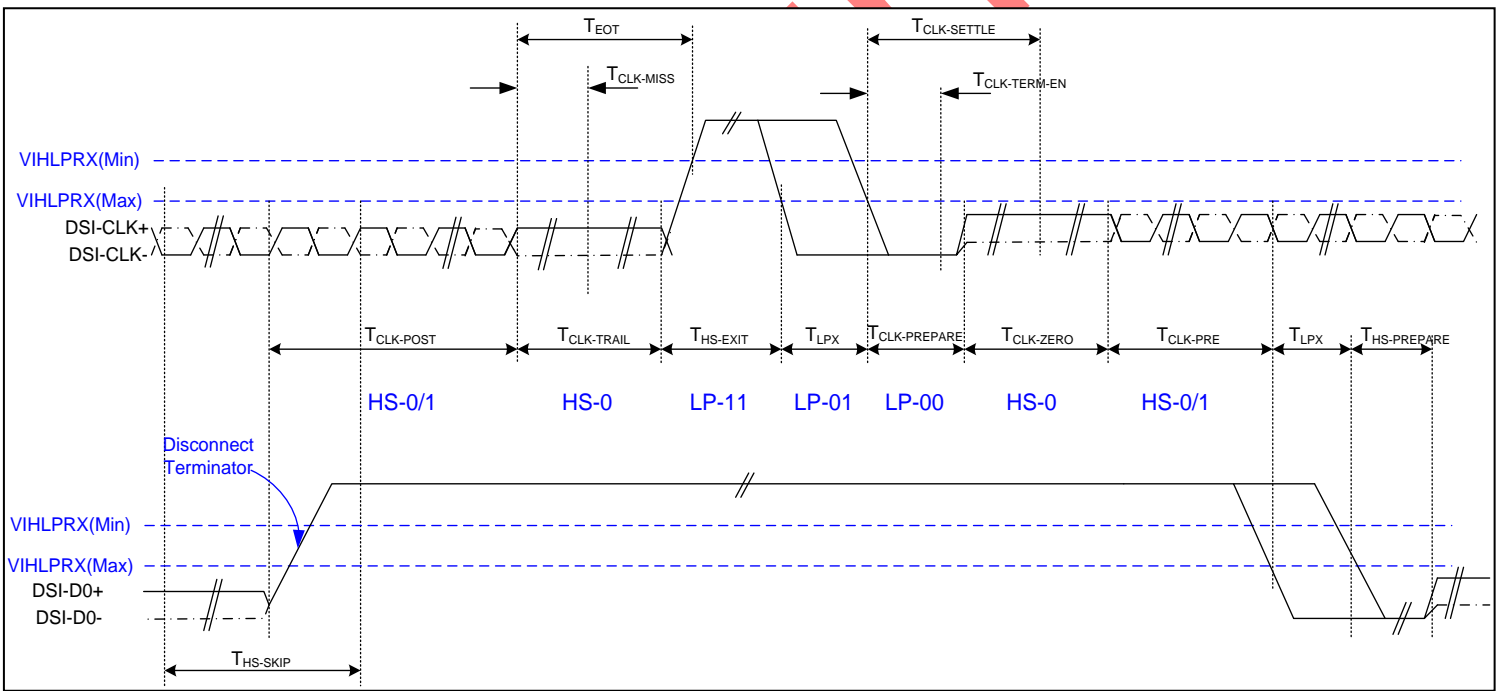 TEOT
TCLK-SETTLE
TCLK-MISS
TCLK-TERM-EN
VIHLPRX(Min)
VIHLPRX(Max)
DSI-CLK+
DSI-CLK-
TCLK-POST
TCLK-TRAIL
THS-EXIT
TLPX
TCLK-PREPARE
TCLK-ZERO
TCLK-PRE
TLPX
THS-PREPARE
HS-0/1
HS-0
LP-11
LP-01
LP-00
HS-0
HS-0/1
Disconnect
Terminator
VIHLPRX(Min)
VIHLPRX(Max)
DSI-D0+
DSI-D0-
THS-SKIP